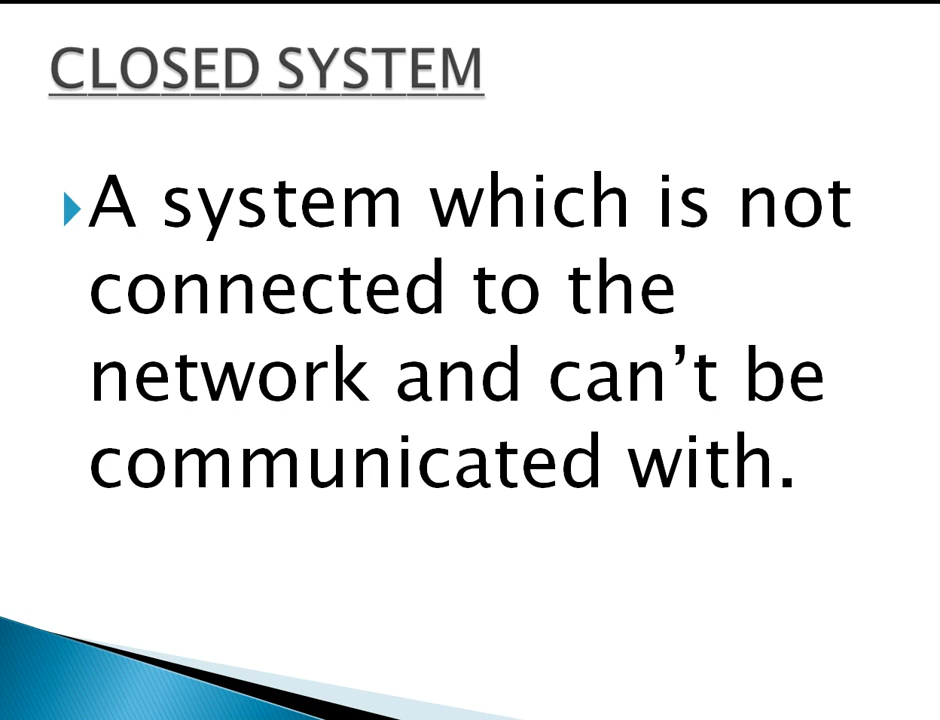 CLOSED SYSTEM
A system which is not
connected to the
network and can’t be
communicated with.